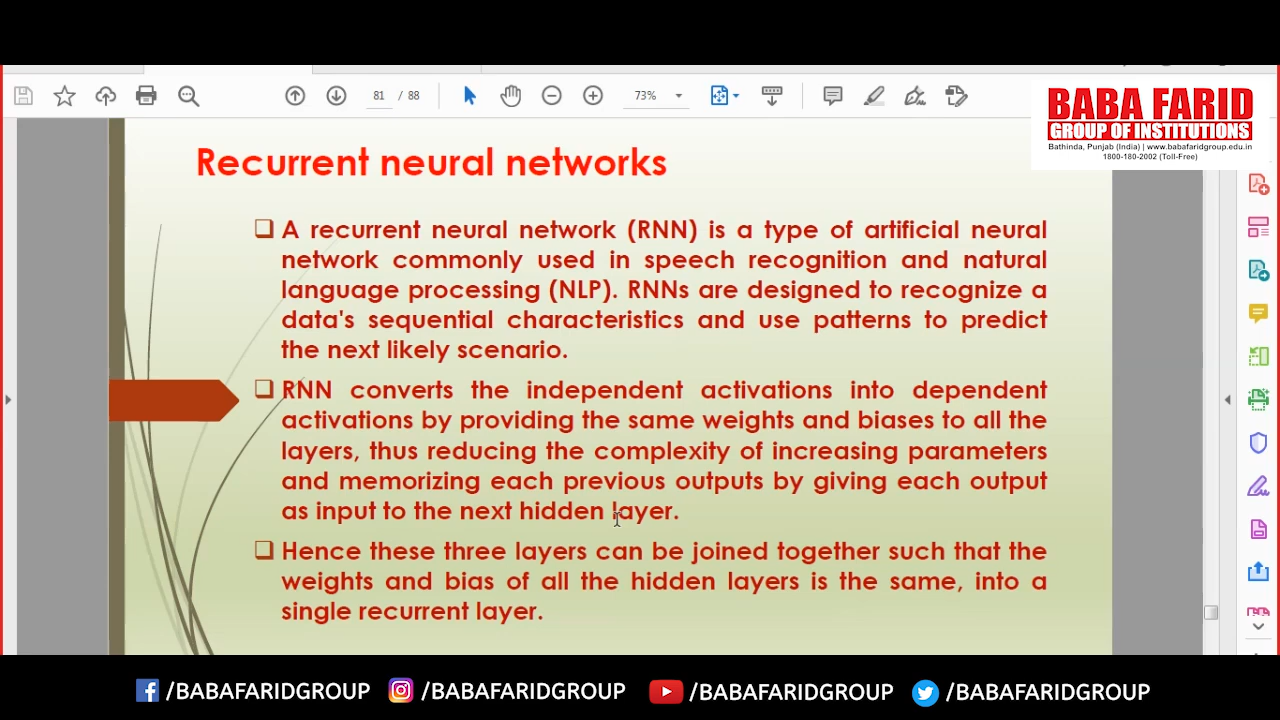 81 / 88
73%
BABA FARID
GROUP OF INSTITUTIONS
Bathinda, Punjab (India) | www.babafaridgroup.edu.in
1800-180-2002 (Toll-Free)
Recurrent neural networks
❑ A recurrent neural network (RNN) is a type of artificial neural
network commonly used in speech recognition and natural
language processing (NLP). RNNs are designed to recognize a
data's sequential characteristics and use patterns to predict
the next likely scenario.
❑ RNN converts the independent activations into dependent
activations by providing the same weights and biases to all the
layers, thus reducing the complexity of increasing parameters
and memorizing each previous outputs by giving each output
as input to the next hidden layer.
❑ Hence these three layers can be joined together such that the
weights and bias of all the hidden layers is the same, into a
single recurrent layer.
/BABAFARIDGROUP /BABAFARIDGROUP /BABAFARIDGROUP /BABAFARIDGROUP